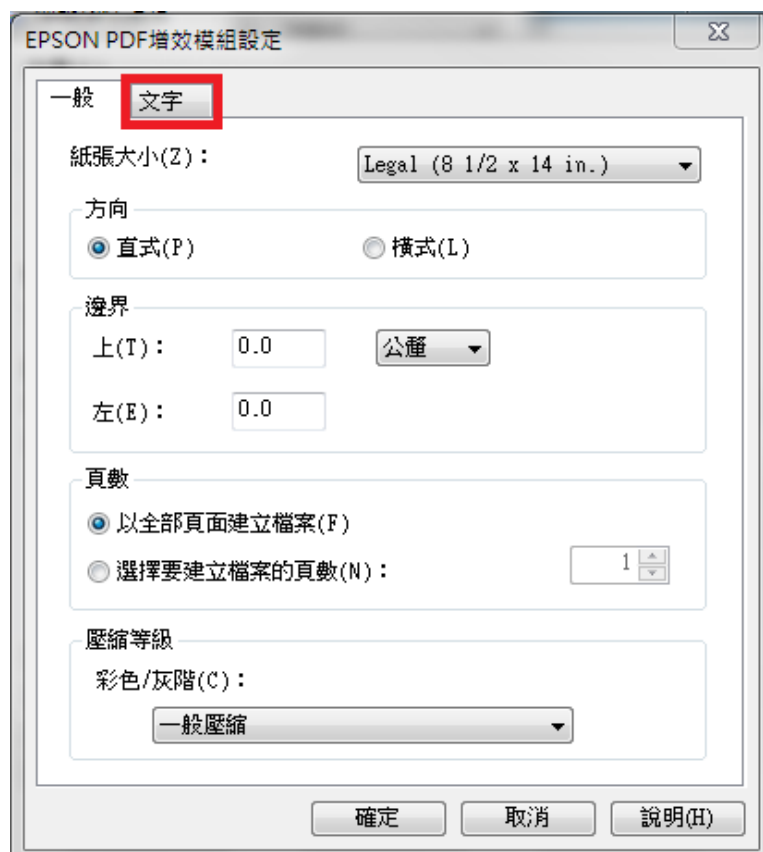 EPSON PDF增效模組設定
一般 文字
紙張大小(Z)： Legal (8 1/2 x 14 in.)
方向
直式(P) 橫式(L)
邊界
上(T)： 0.0 公釐
左(E)： 0.0
頁數
以全部頁面建立檔案(F)
選擇要建立檔案的頁數(N)： 1
壓縮等級
彩色/灰階(C)：
一般壓縮
確定 取消 說明(H)